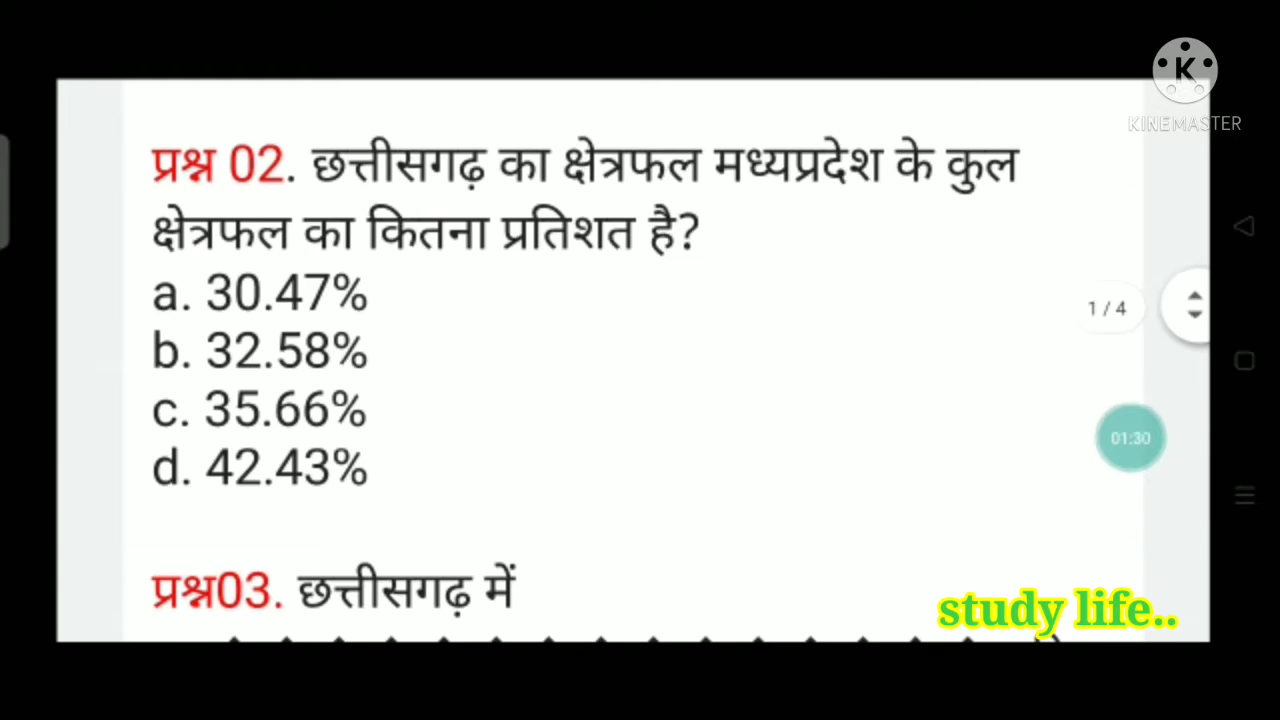 KINEMASTER
प्रश्न 02. छत्तीसगढ़ का क्षेत्रफल मध्यप्रदेश के कुल
क्षेत्रफल का कितना प्रतिशत है?
a. 30.47%
b. 32.58%
c. 35.66%
d. 42.43%
1 / 4
01:30
प्रश्न03. छत्तीसगढ़ में
study life..